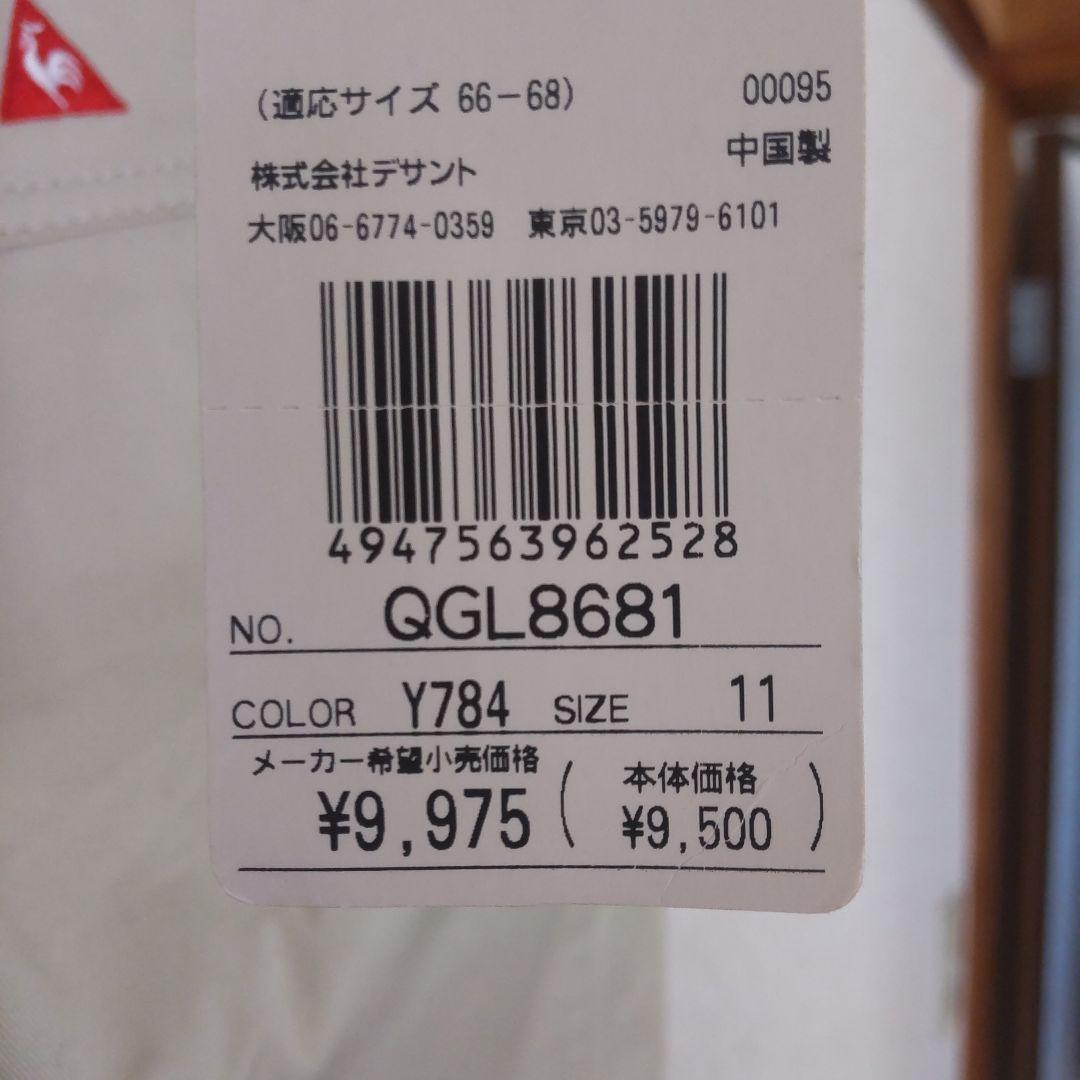 (適応サイズ 66-68) 00095
中国製
株式会社デサント
大阪06-6774-0359 東京03-5979-6101
4947563962528
NO. QGL8681
COLOR Y784 SIZE 11
メーカー希望小売価格
¥9,975 (本体価格 ¥9,500)